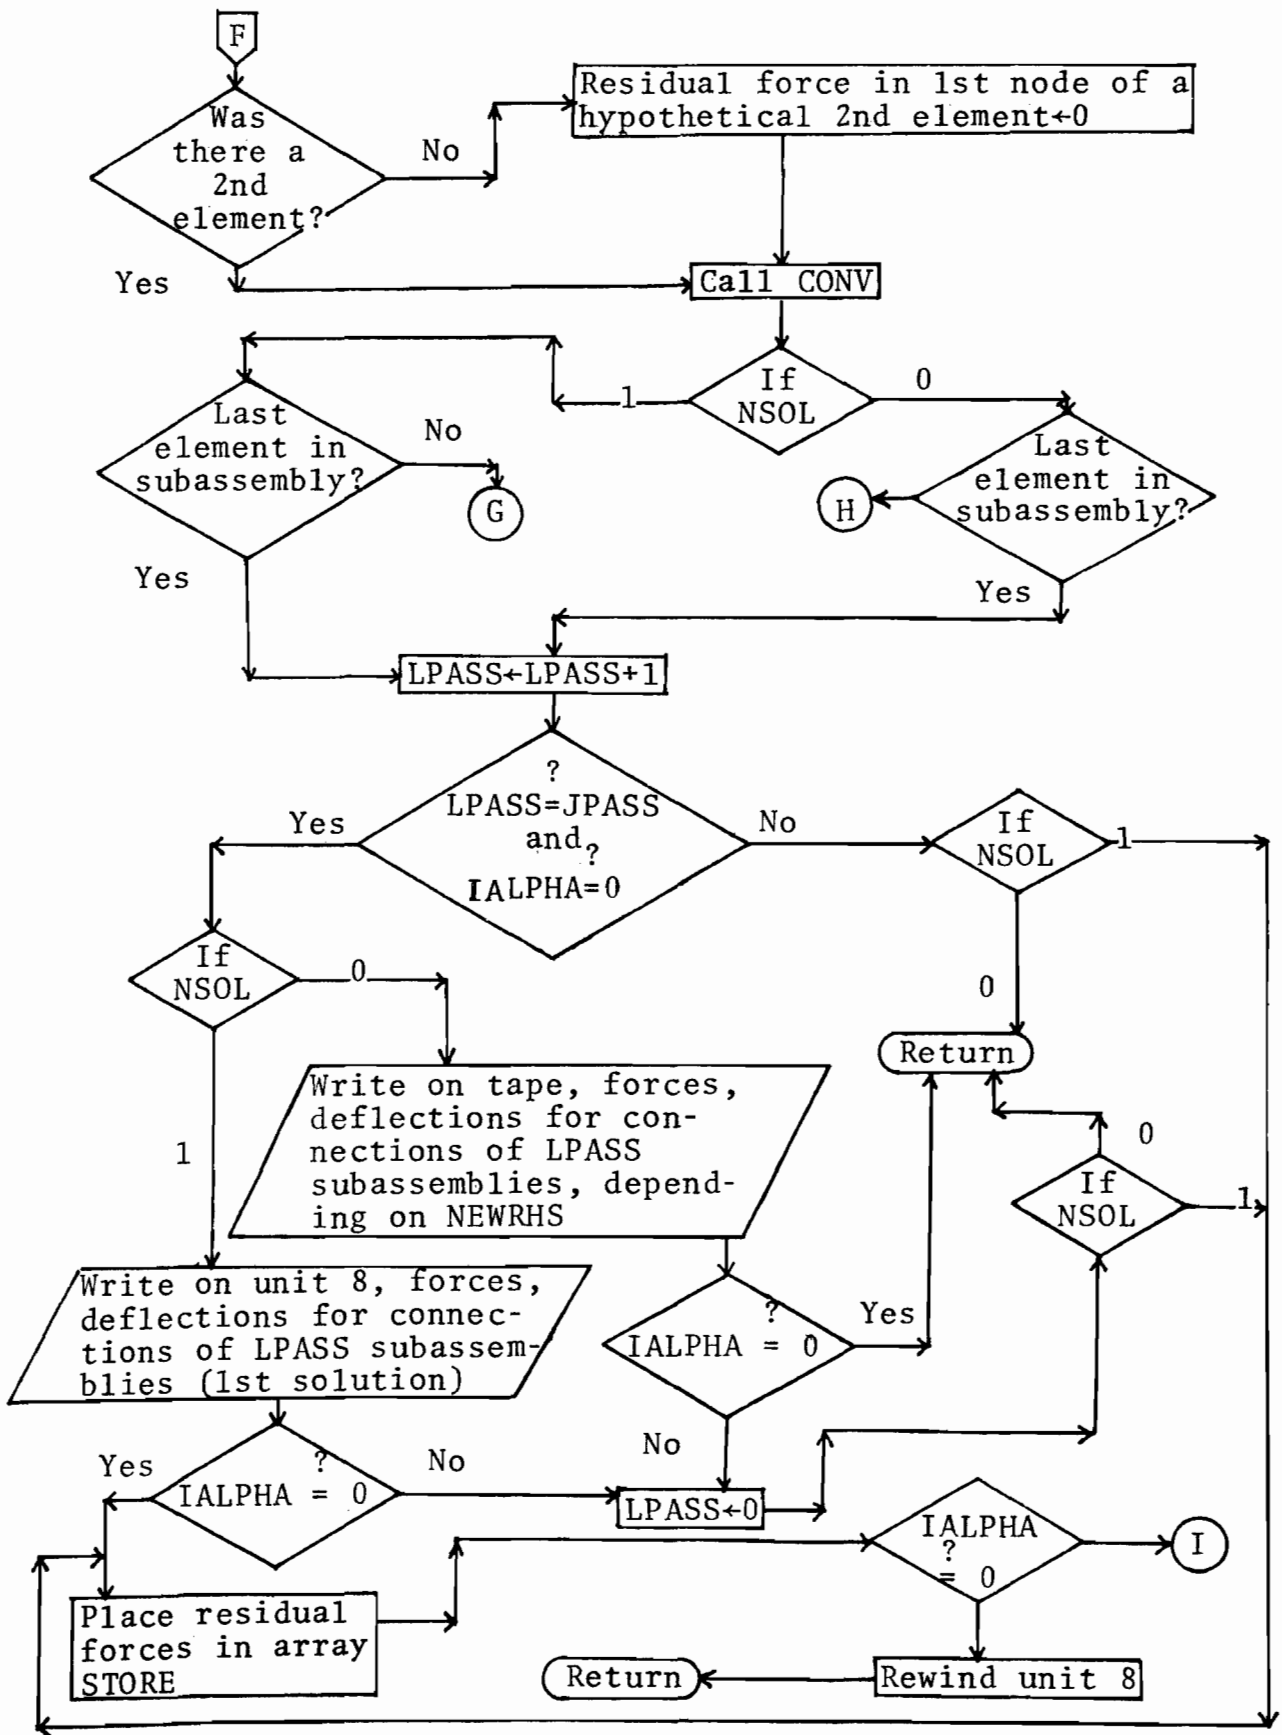 F
Was
there a
2nd
element?
No
Residual force in 1st node of a
hypothetical 2nd element←0
Yes
Call CONV
If
NSOL
1
0
Last
element in
subassembly?
No
G
Yes
Last
element in
subassembly?
H
Yes
LPASS←LPASS+1
?
LPASS=JPASS
and
?
IALPHA=0
Yes
No
If
NSOL
1
0
Return
If
NSOL
0
1
Write on tape, forces,
deflections for con-
nections of LPASS
subassemblies, depend-
ing on NEWRHS
If
NSOL
0
1
Write on unit 8, forces,
deflections for connec-
tions of LPASS subassem-
blies (1st solution)
?
IALPHA = 0
Yes
No
?
IALPHA = 0
Yes
No
LPASS←0
IALPHA
?
= 0
I
Place residual
forces in array
STORE
Return
Rewind unit 8